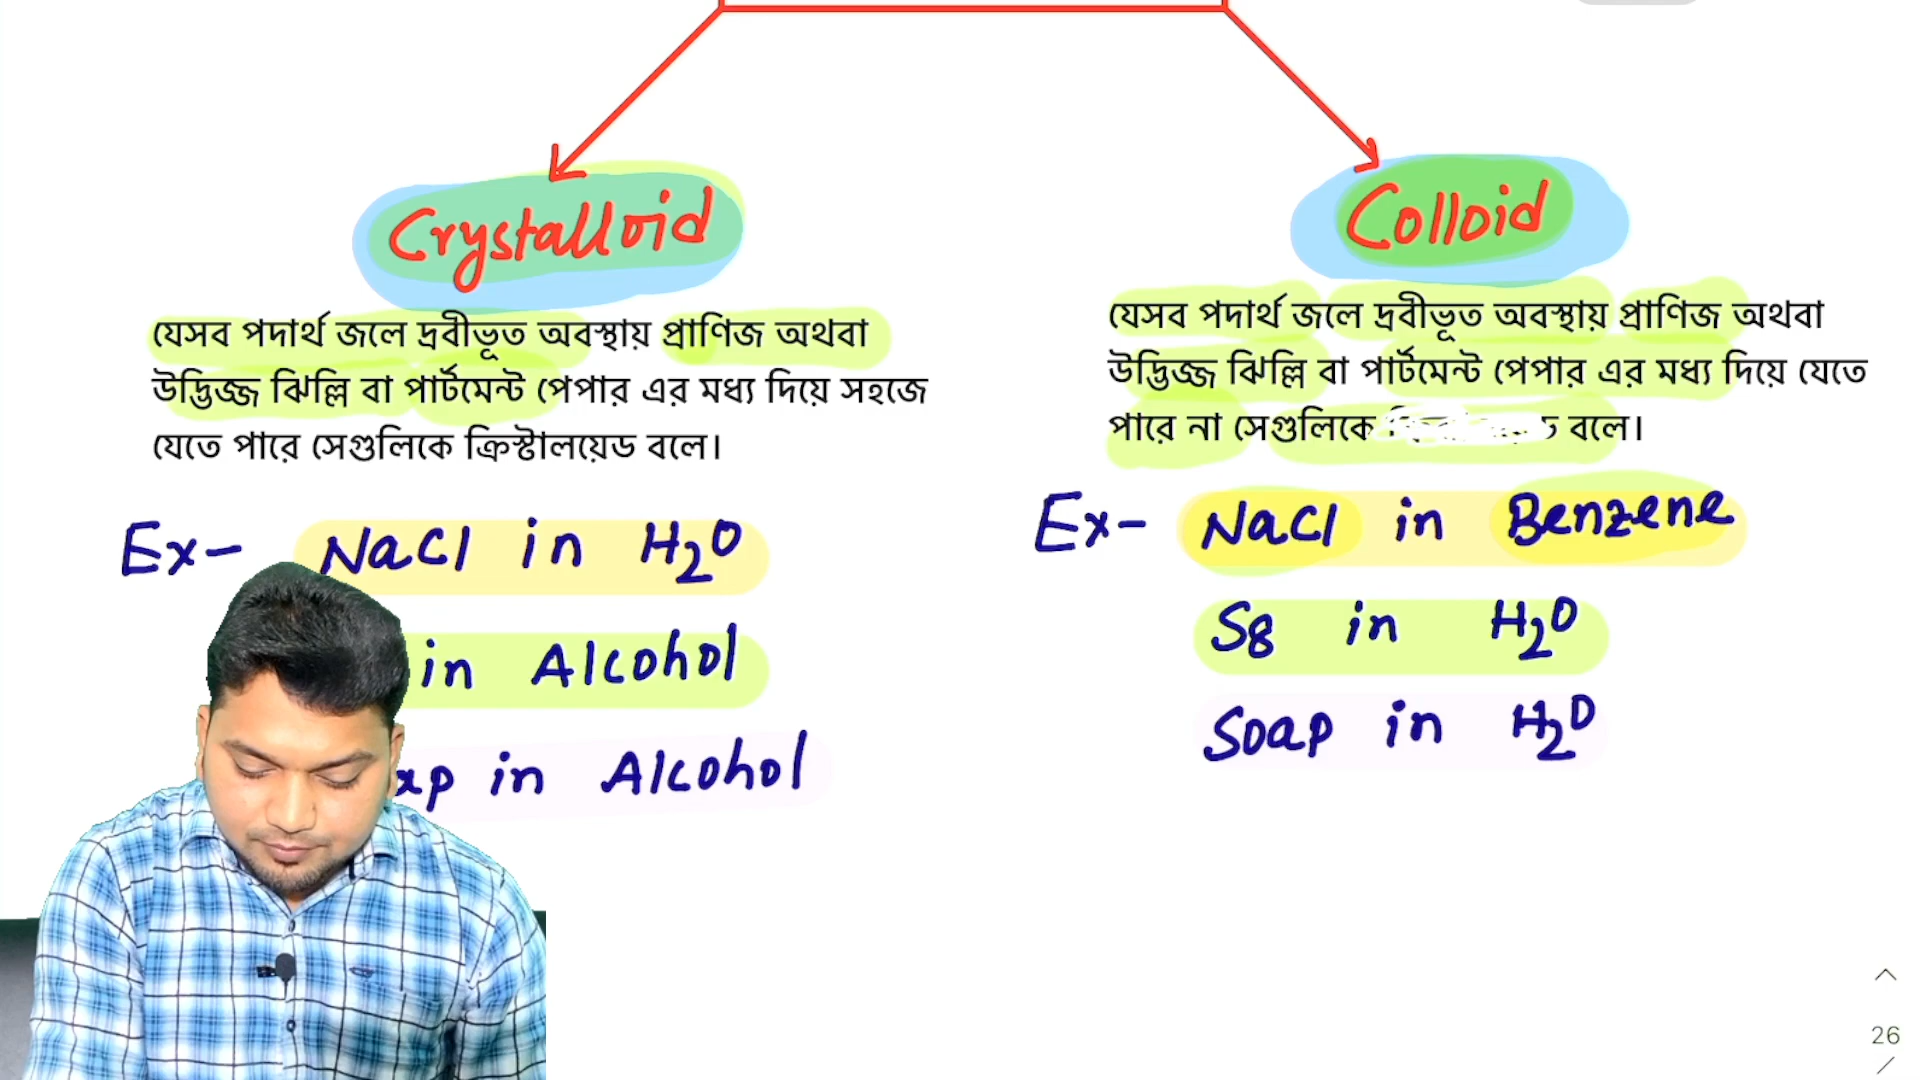 Crystalloid
যেসব পদার্থ জলে দ্রবীভূত অবস্থায় প্রাণিজ অথবা
উদ্ভিজ্জ ঝিল্লি বা পার্টমেন্ট পেপার এর মধ্য দিয়ে সহজে
যেতে পারে সেগুলিকে ক্রিস্টালয়েড বলে।
Ex- NaCl in H₂O
in Alcohol
in Alcohol
Colloid
যেসব পদার্থ জলে দ্রবীভূত অবস্থায় প্রাণিজ অথবা
উদ্ভিজ্জ ঝিল্লি বা পার্টমেন্ট পেপার এর মধ্য দিয়ে যেতে
পারে না সেগুলিকে বলে।
Ex- NaCl in Benzene
S8 in H₂O
Soap in H₂O
26